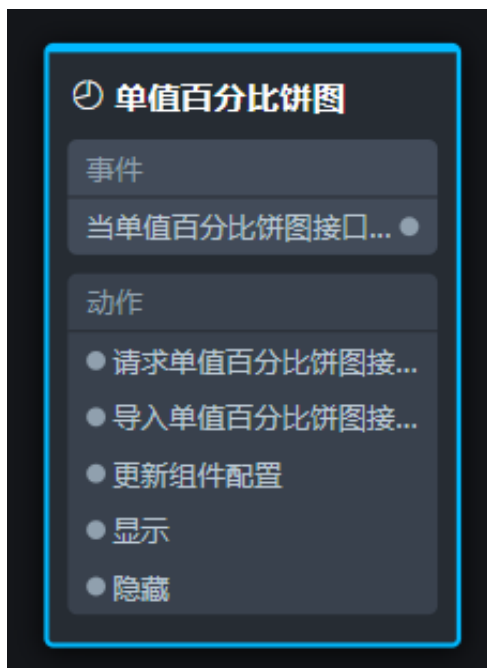 单值百分比饼图
事件
当单值百分比饼图接口...
动作
请求单值百分比饼图接...
导入单值百分比饼图接...
更新组件配置
显示
隐藏